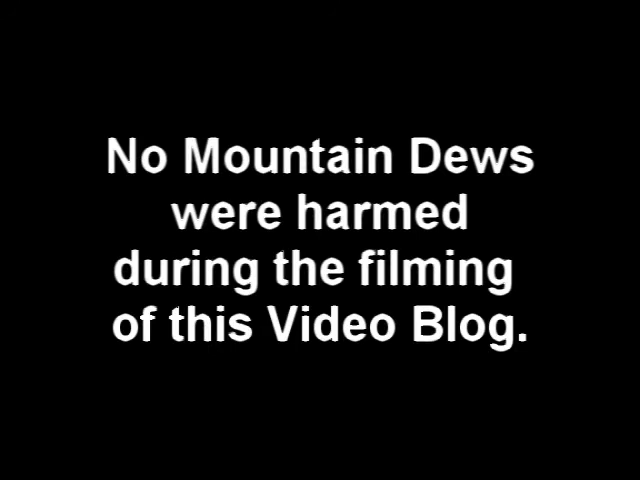 No Mountain Dews
were harmed
during the filming
of this Video Blog.